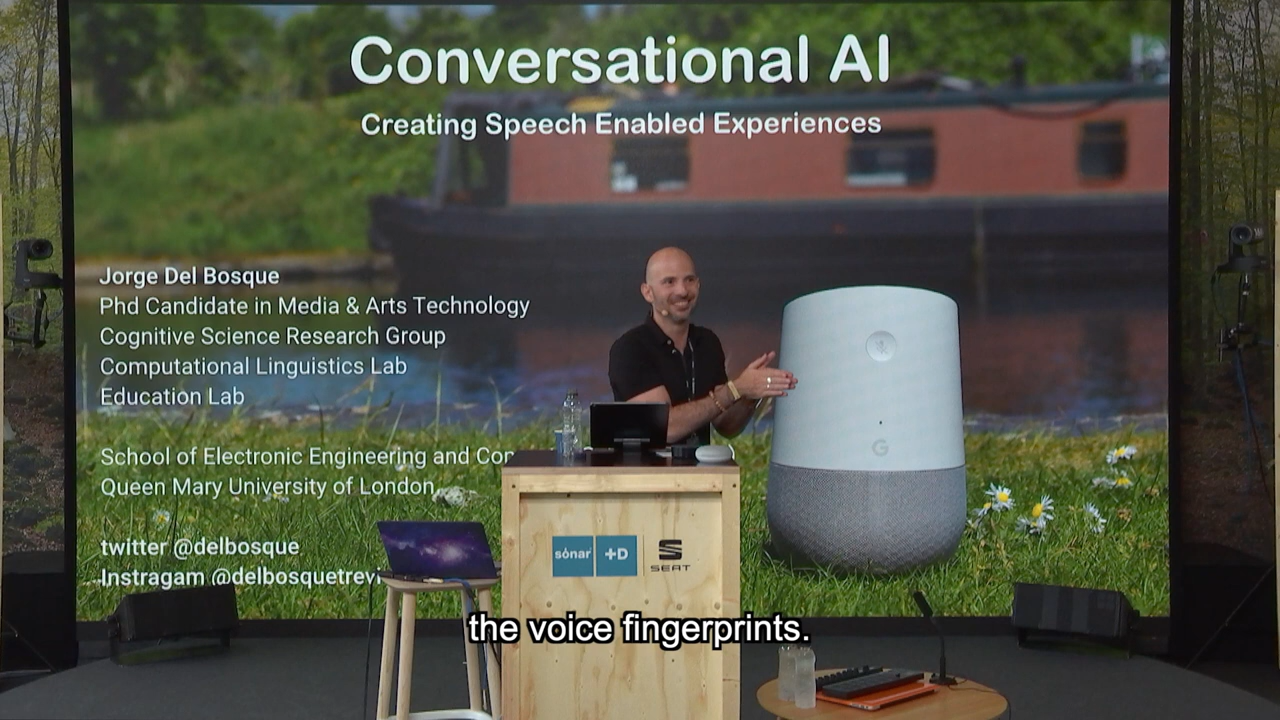 Conversational AI
Creating Speech Enabled Experiences
Jorge Del Bosque
Phd Candidate in Media & Arts Technology
Cognitive Science Research Group
Computational Linguistics Lab
Education Lab
School of Electronic Engineering and
Queen Mary University of London
twitter @delbosque
Instragam
G
sónar +D
SEAT
the voice fingerprints.